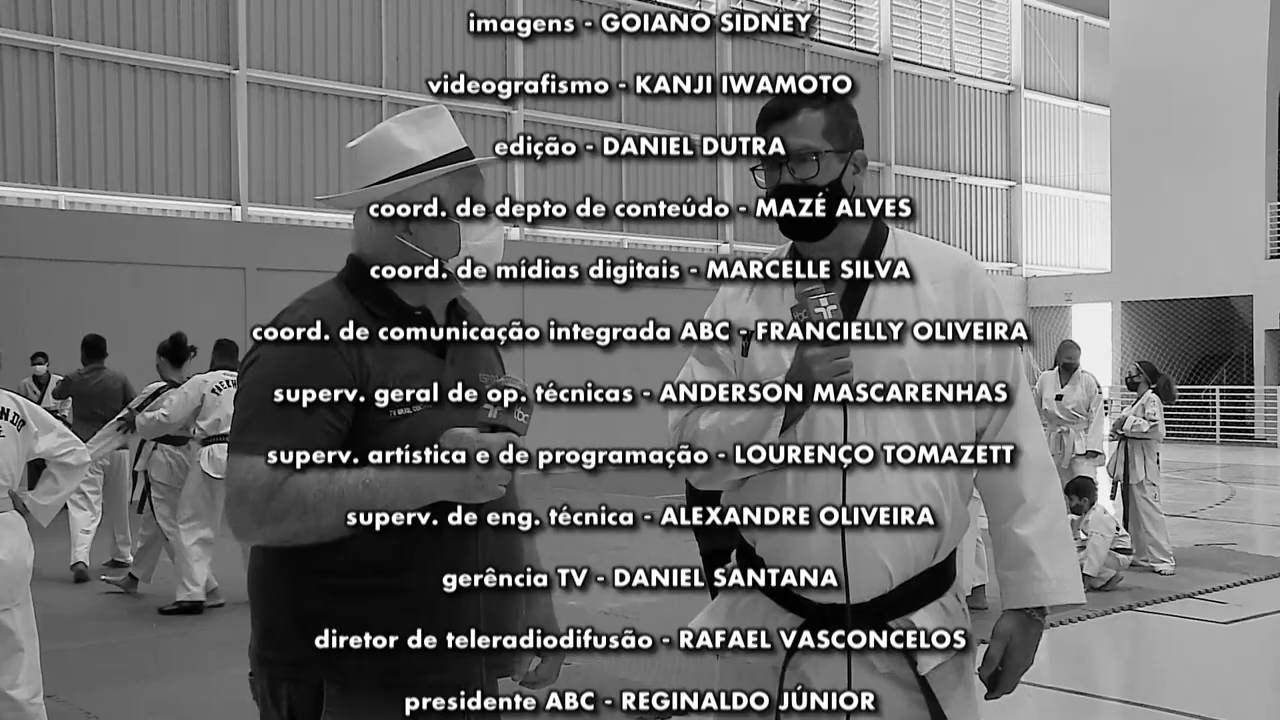 imagens - GOIANO SIDNEY
videografismo - KANJI IWAMOTO
edição - DANIEL DUTRA
coord. de depto de conteúdo - MAZÉ ALVES
coord. de mídias digitais - MARCELLE SILVA
coord. de comunicação integrada ABC - FRANCIELLY OLIVEIRA
superv. geral de op. técnicas - ANDERSON MASCARENHAS
superv. artística e de programação - LOURENÇO TOMAZETT
superv. de eng. técnica - ALEXANDRE OLIVEIRA
gerência TV - DANIEL SANTANA
diretor de teleradiodifusão - RAFAEL VASCONCELOS
presidente ABC - REGINALDO JÚNIOR
tbc
tbc